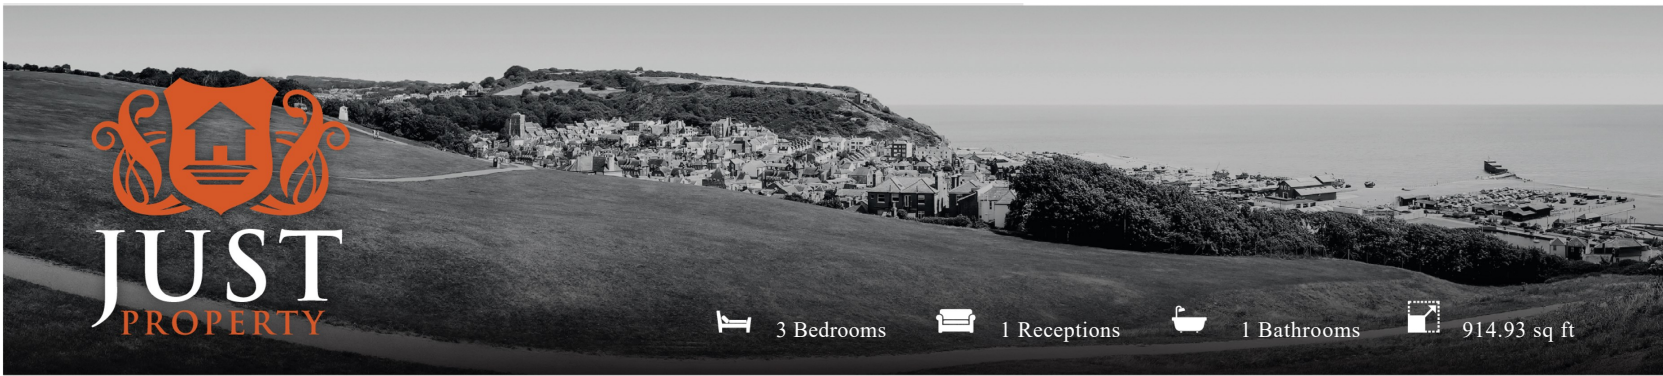 JUST
PROPERTY
3 Bedrooms 1 Receptions 1 Bathrooms 914.93 sq ft